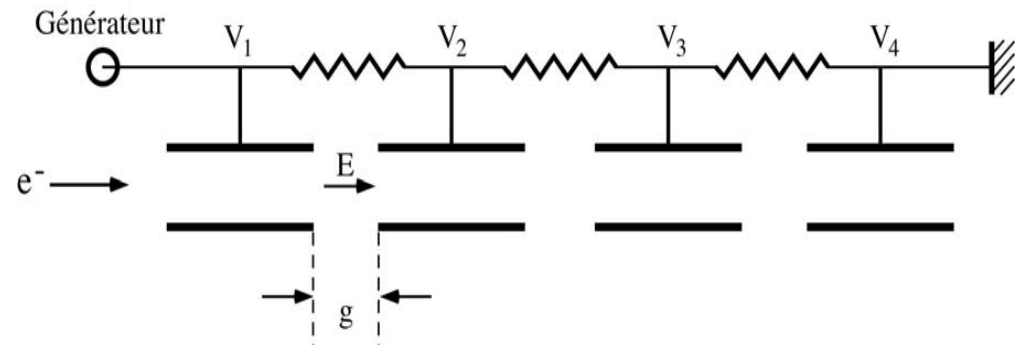 Générateur
V₁ V₂ V₃ V₄
e⁻ E
g